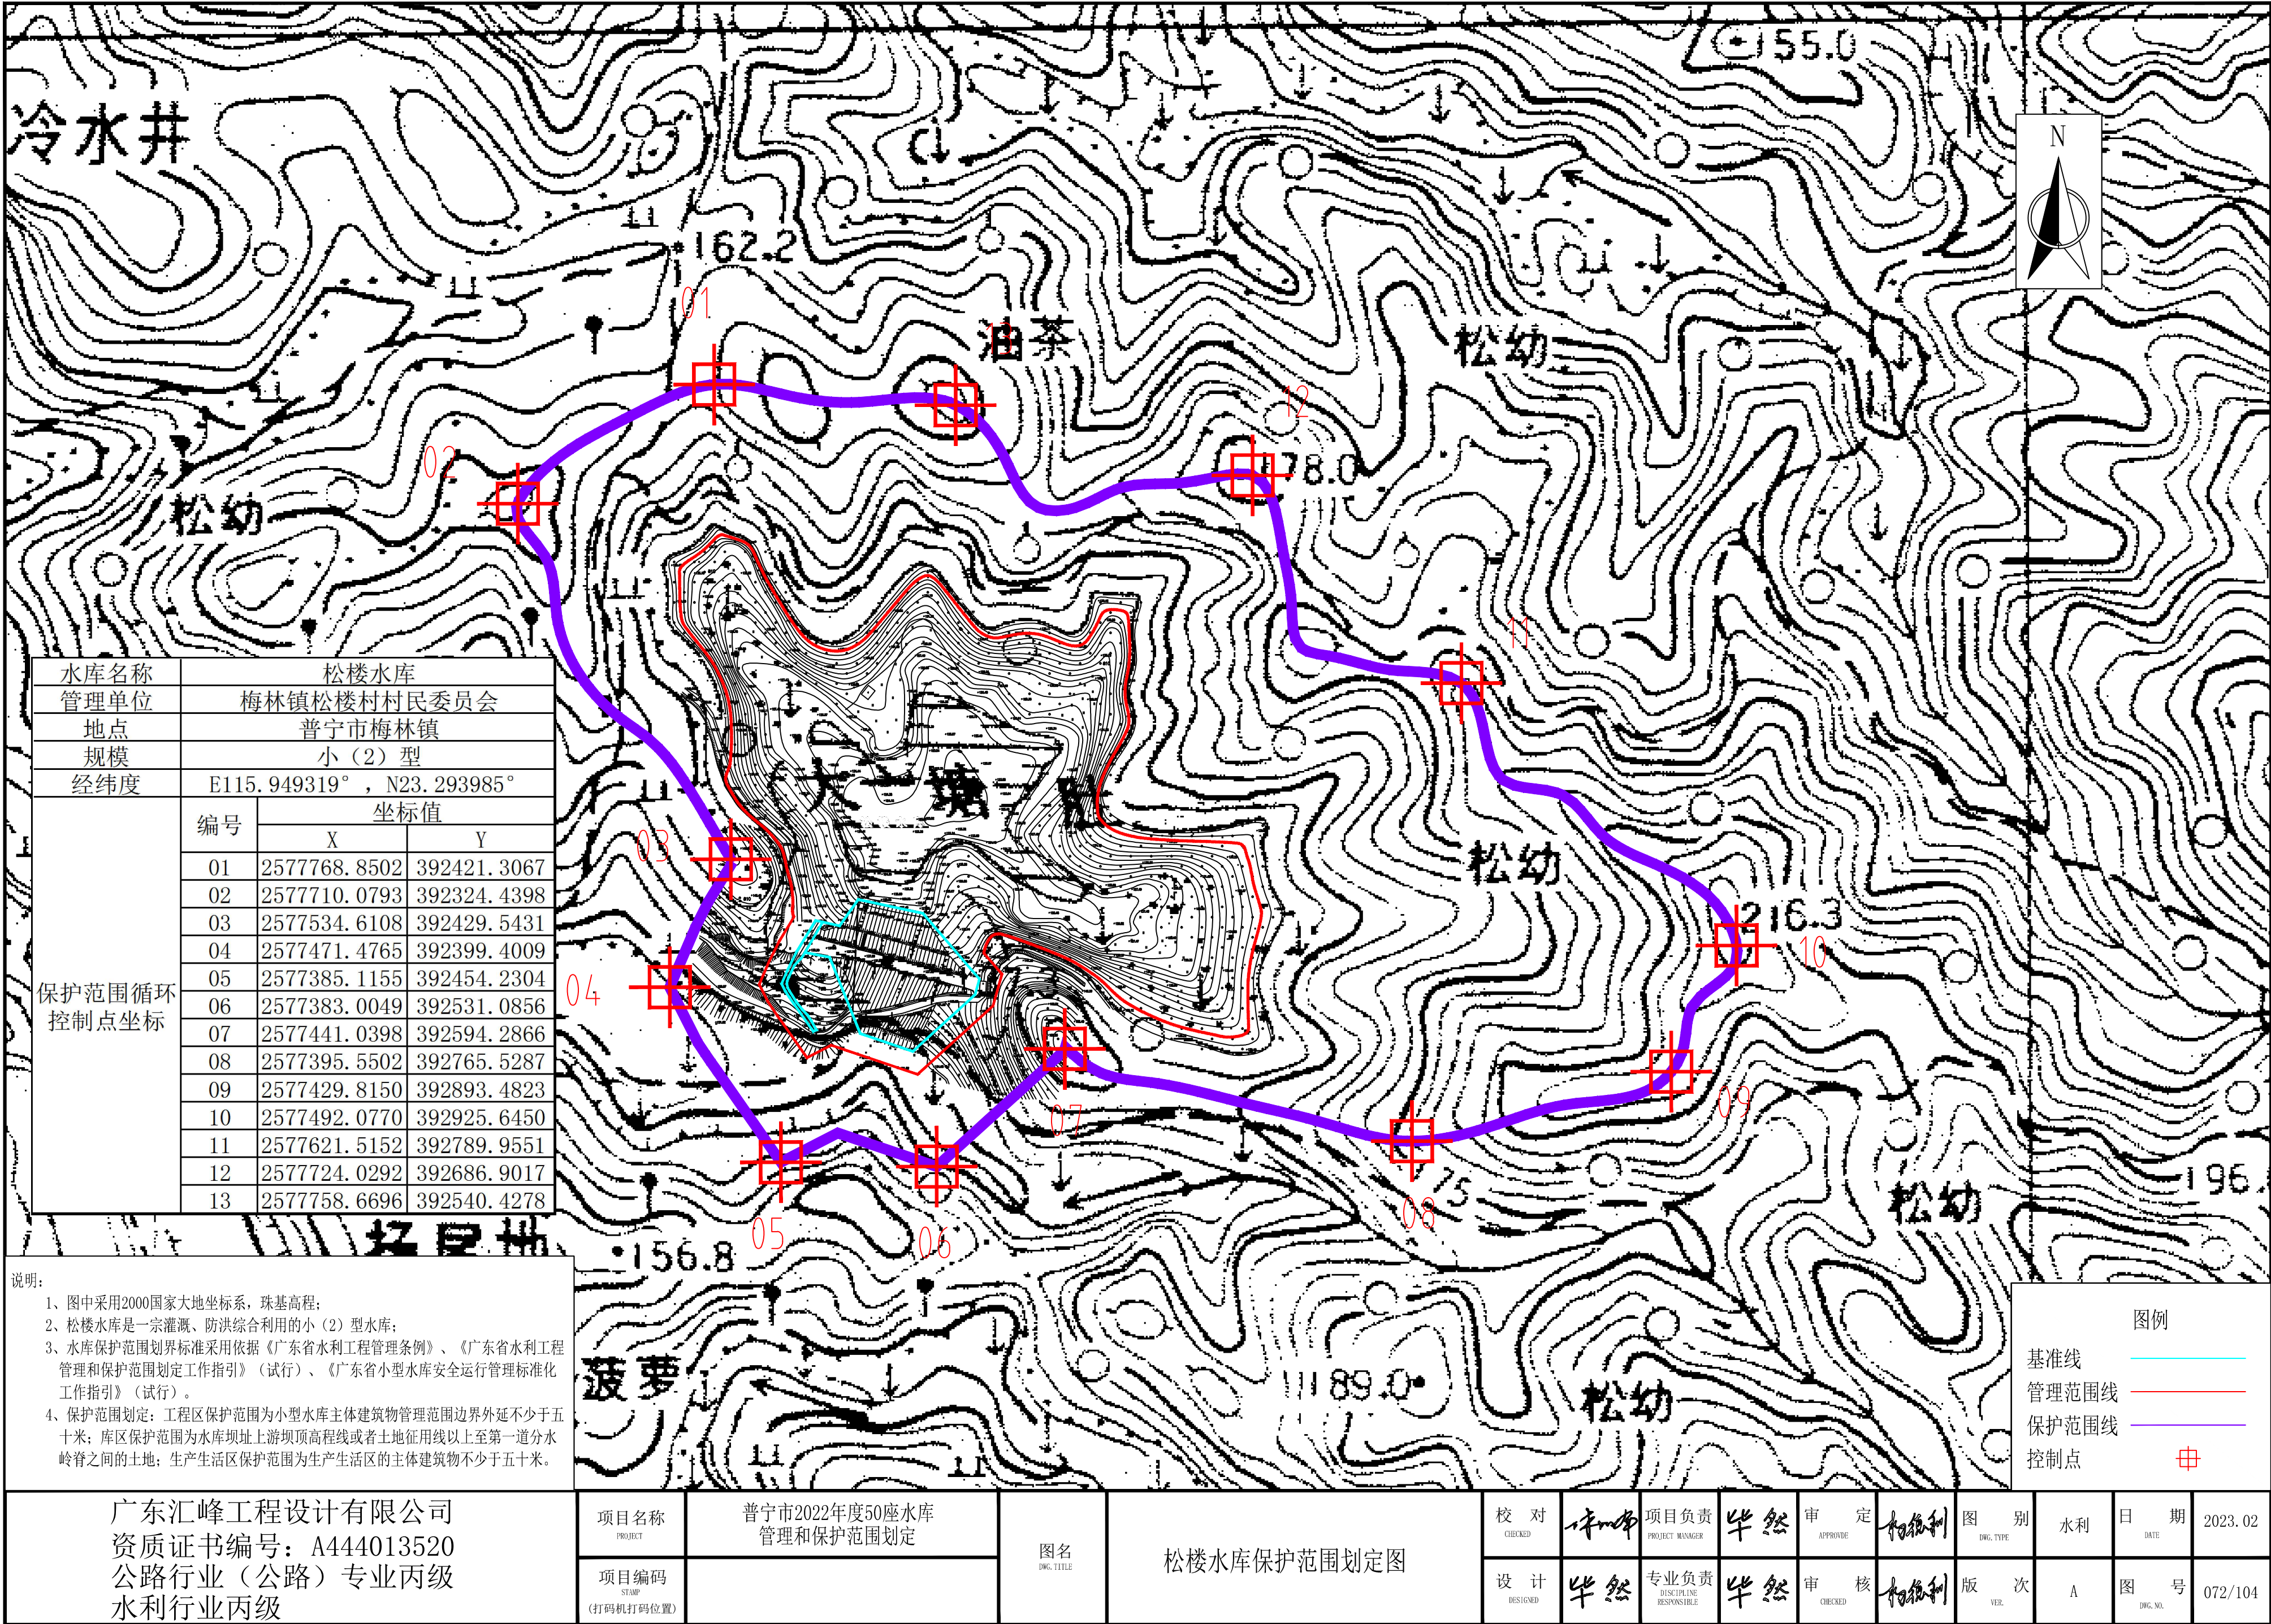 冷水井
155.0
N
162.2
01
油茶
松幼
12
02
178.0
松幼
11
水库名称 松楼水库
管理单位 梅林镇松楼村村民委员会
地点 普宁市梅林镇
规模 小（2）型
经纬度 E115.949319°，N23.293985°
保护范围循环控制点坐标 编号 坐标值
X Y
01 2577768.8502 392421.3067
02 2577710.0793 392324.4398
03 2577534.6108 392429.5431
04 2577471.4765 392399.4009
05 2577385.1155 392454.2304
06 2577383.0049 392531.0856
07 2577441.0398 392594.2866
08 2577395.5502 392765.5287
09 2577429.8150 392893.4823
10 2577492.0770 392925.6450
11 2577621.5152 392789.9551
12 2577724.0292 392686.9017
13 2577758.6696 392540.4278
03
松幼
216.3
10
04
09
07
08
松幼
196.
05
06
156.8
菠萝
189.0
松幼
说明：
1、图中采用2000国家大地坐标系，珠基高程；
2、松楼水库是一宗灌溉、防洪综合利用的小（2）型水库；
3、水库保护范围划界标准采用依据《广东省水利工程管理条例》、《广东省水利工程
管理和保护范围划定工作指引》（试行）、《广东省小型水库安全运行管理标准化
工作指引》（试行）。
4、保护范围划定：工程区保护范围为小型水库主体建筑物管理范围边界外延不少于五
十米；库区保护范围为水库坝址上游坝顶高程线或者土地征用线以上至第一道分水
岭脊之间的土地；生产生活区保护范围为生产生活区的主体建筑物不少于五十米。
图例
基准线
管理范围线
保护范围线
控制点
广东汇峰工程设计有限公司
资质证书编号：A444013520
公路行业（公路）专业丙级
水利行业丙级
项目名称
PROJECT
普宁市2022年度50座水库
管理和保护范围划定
项目编码
STAMP
(打码机打码位置)
图名
DWG.TITLE
松楼水库保护范围划定图
校 对
CHECKED
项目负责
PROJECT MANAGER
毕然
审 定
APPROVDE
图 别
DWG.TYPE
水利
日 期
DATE
2023.02
设 计
DESIGNED
毕然
专业负责
DISCIPLINE
RESPONSIBLE
毕然
审 核
CHECKED
版 次
VER.
A
图 号
DWG.NO.
072/104